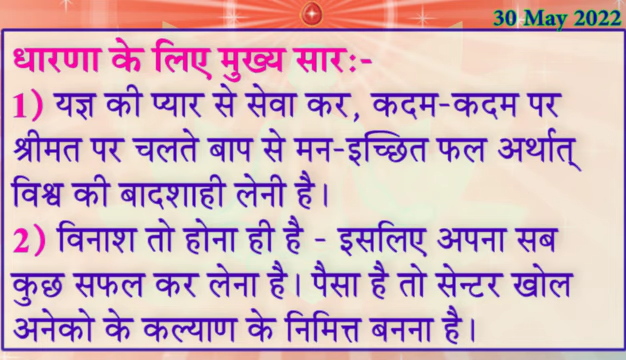 30 May 2022
धारणा के लिए मुख्य सार:-
1) यज्ञ की प्यार से सेवा कर, कदम-कदम पर
श्रीमत पर चलते बाप से मन-इच्छित फल अर्थात्
विश्व की बादशाही लेनी है।
2) विनाश तो होना ही है - इसलिए अपना सब
कुछ सफल कर लेना है। पैसा है तो सेन्टर खोल
अनेको के कल्याण के निमित्त बनना है।